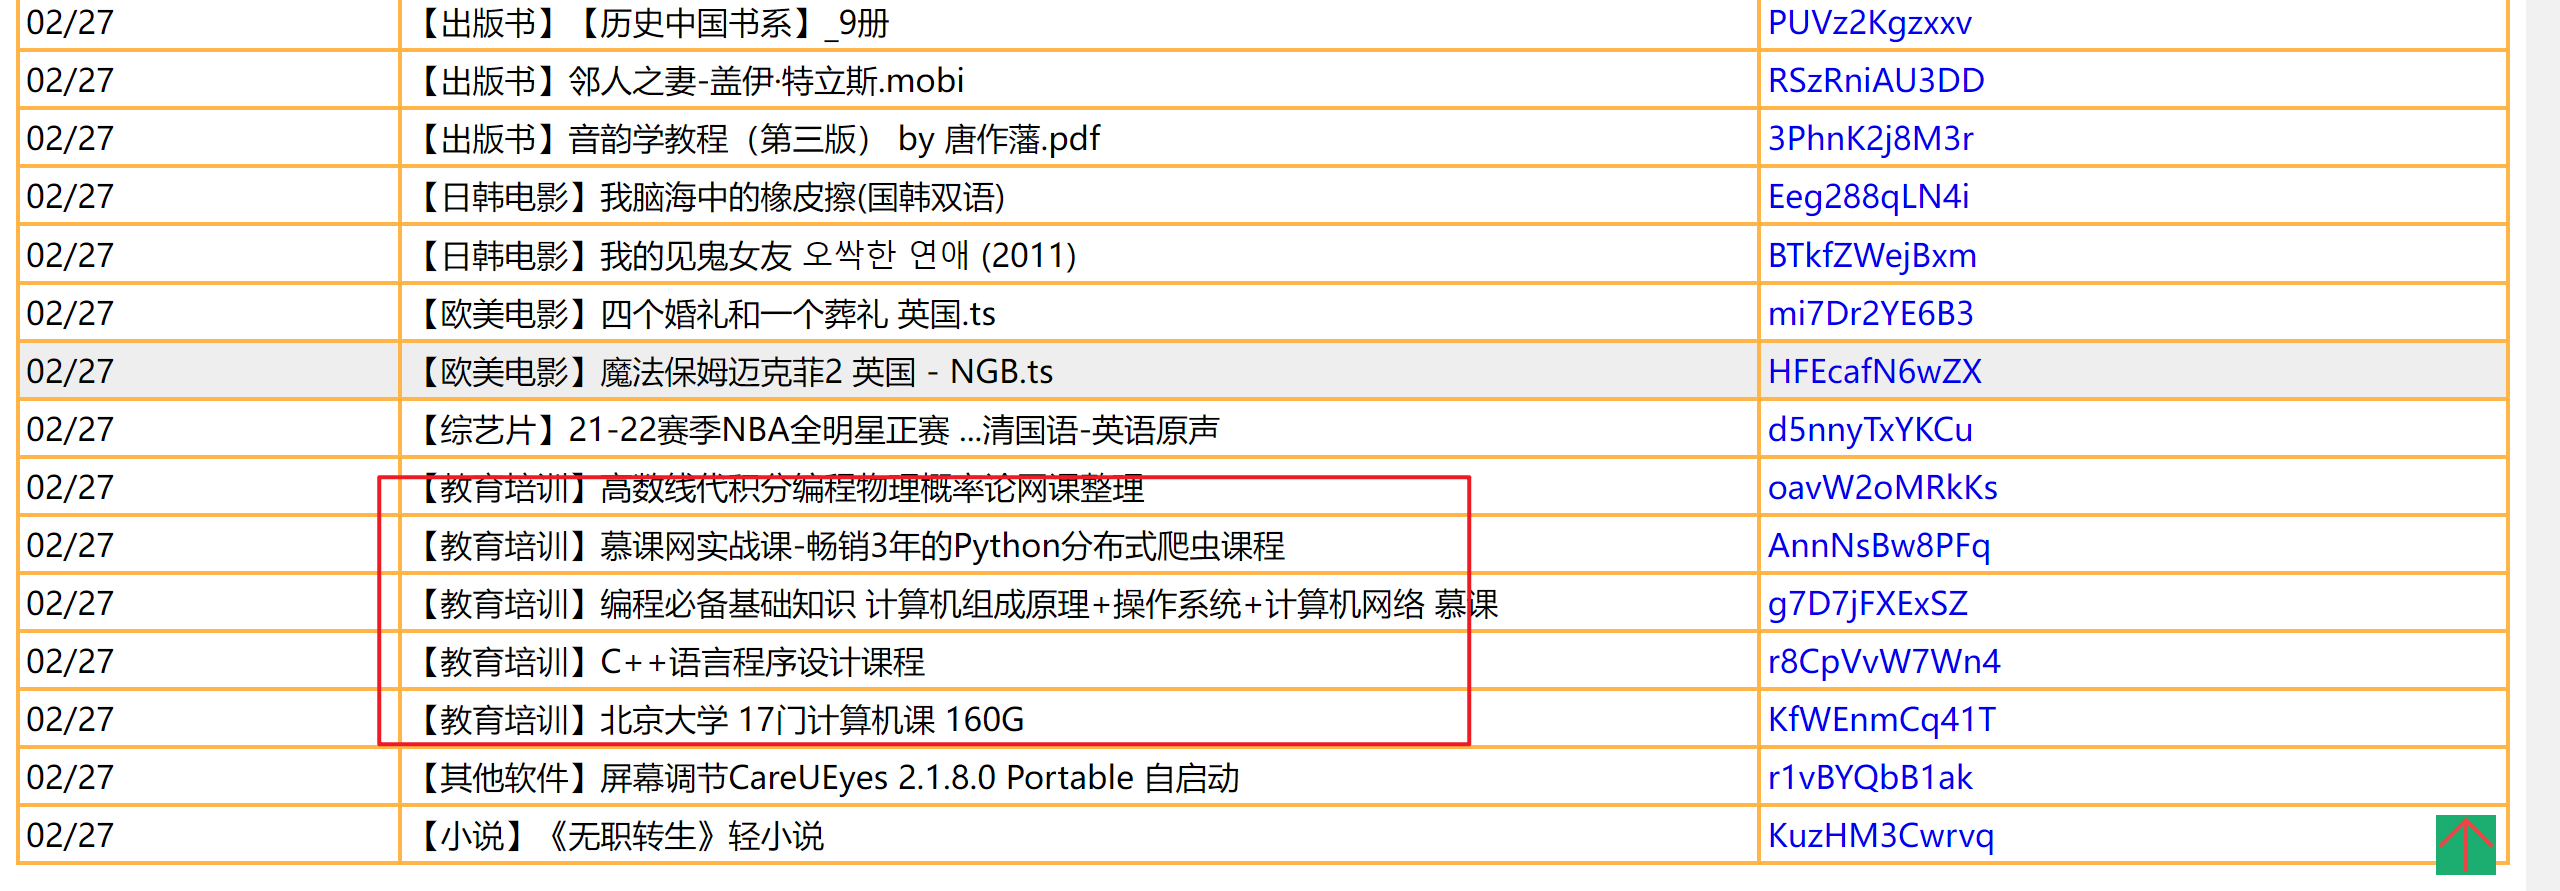 02/27 【出版书】【历史中国书系】_9册 PUVz2Kgzxxv
02/27 【出版书】邻人之妻-盖伊·特立斯.mobi RSzRniAU3DD
02/27 【出版书】音韵学教程（第三版） by 唐作藩.pdf 3PhnK2j8M3r
02/27 【日韩电影】我脑海中的橡皮擦(国韩双语) Eeg288qLN4i
02/27 【日韩电影】我的见鬼女友 오싹한 연애 (2011) BTkfZWejBxm
02/27 【欧美电影】四个婚礼和一个葬礼 英国.ts mi7Dr2YE6B3
02/27 【欧美电影】魔法保姆迈克菲2 英国 - NGB.ts HFEcafN6wZX
02/27 【综艺片】21-22赛季NBA全明星正赛 ...清国语-英语原声 d5nnyTxYKCu
02/27 【教育培训】高数线代积分编程物理概率论网课整理 oavW2oMRkKs
02/27 【教育培训】慕课网实战课-畅销3年的Python分布式爬虫课程 AnnNsBw8PFq
02/27 【教育培训】编程必备基础知识 计算机组成原理+操作系统+计算机网络 慕课 g7D7jFXExSZ
02/27 【教育培训】C++语言程序设计课程 r8CpVvW7Wn4
02/27 【教育培训】北京大学 17门计算机课 160G KfWEnmCq41T
02/27 【其他软件】屏幕调节CareUEyes 2.1.8.0 Portable 自启动 r1vBYQbB1ak
02/27 【小说】《无职转生》轻小说 KuzHM3Cwrvq